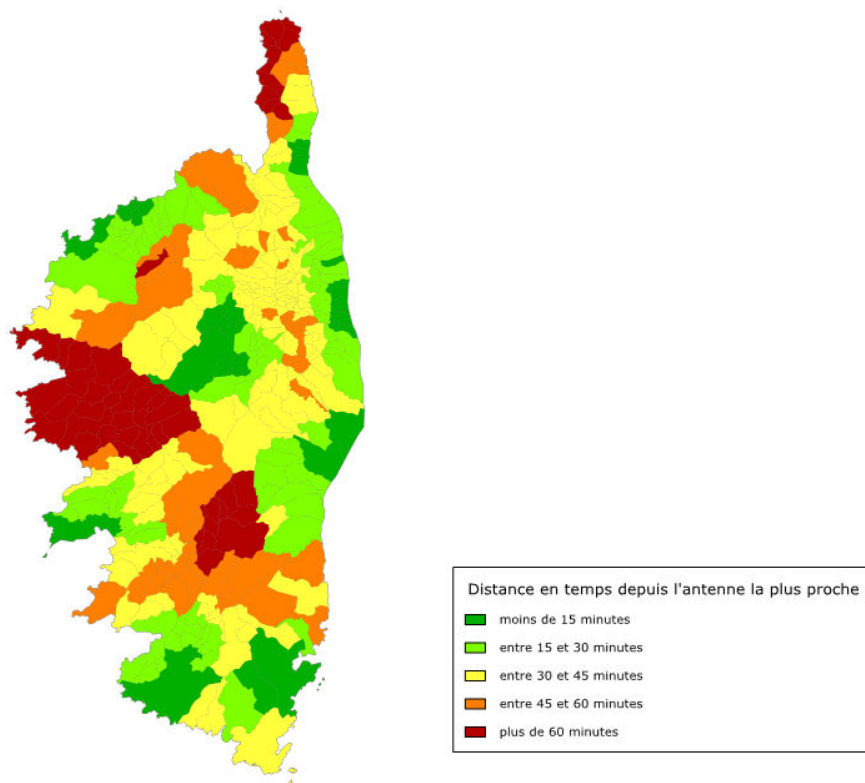 Distance en temps depuis l'antenne la plus proche
moins de 15 minutes
entre 15 et 30 minutes
entre 30 et 45 minutes
entre 45 et 60 minutes
plus de 60 minutes